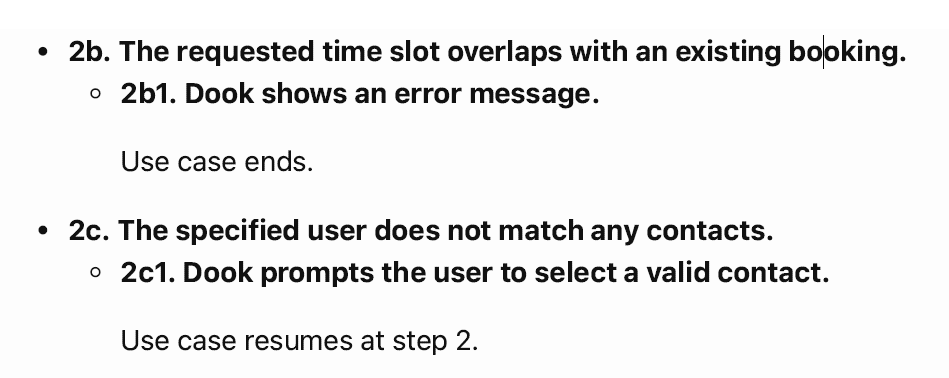 • 2b. The requested time slot overlaps with an existing booking.
◦ 2b1. Dook shows an error message.
Use case ends.
• 2c. The specified user does not match any contacts.
◦ 2c1. Dook prompts the user to select a valid contact.
Use case resumes at step 2.